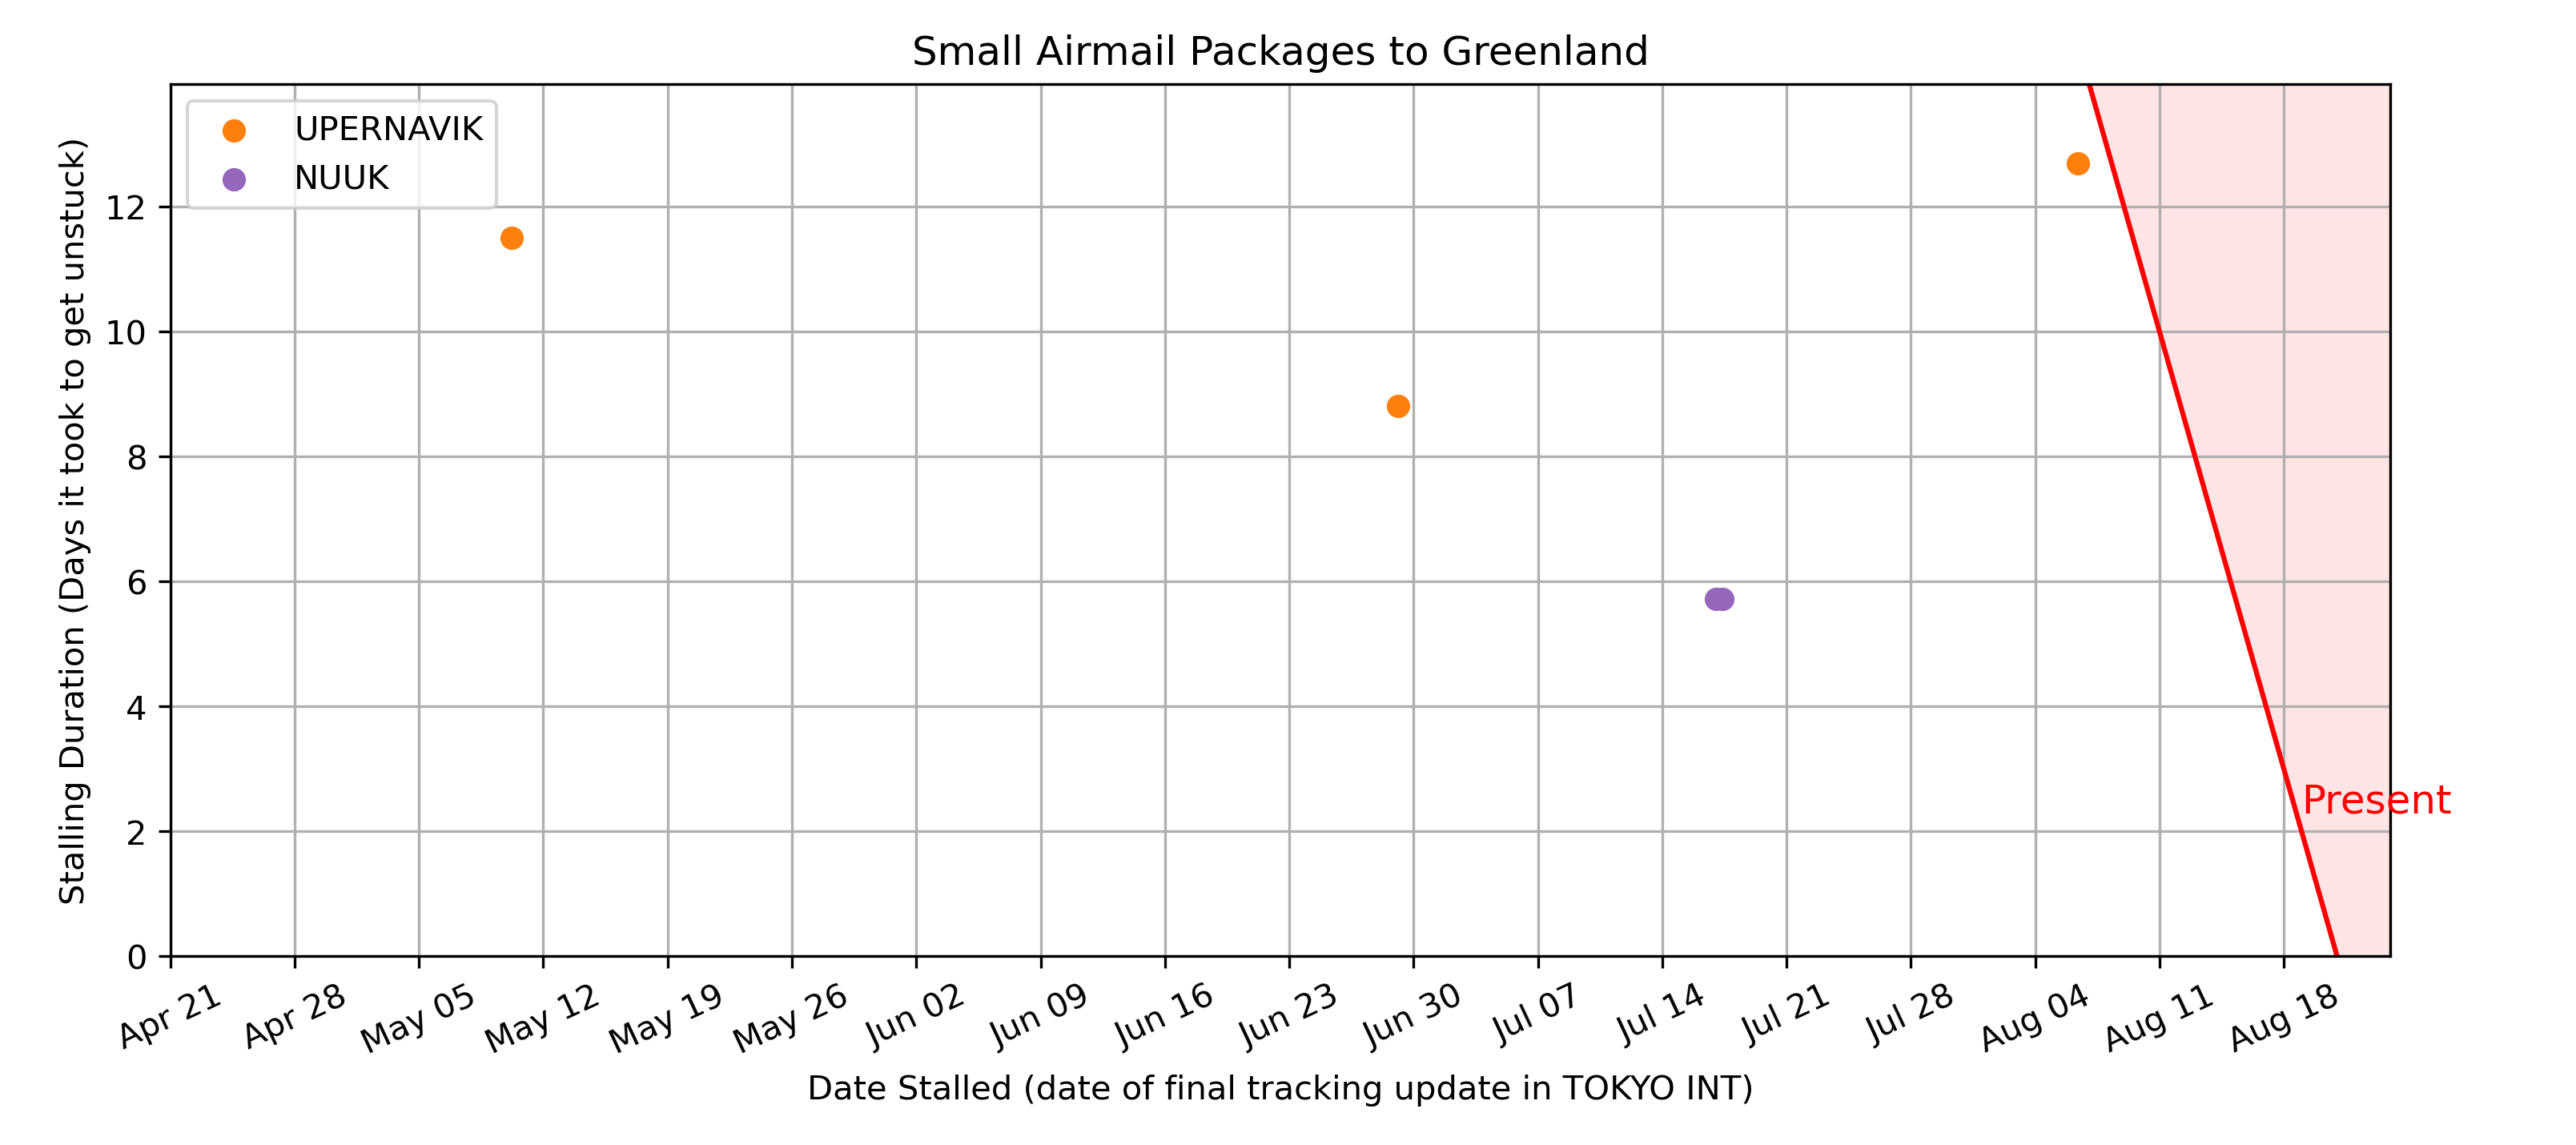 Small Airmail Packages to Greenland
UPERNAVIK
NUUK
Stalling Duration (Days it took to get unstuck)
12
10
8
6
4
2
0
Present
Apr 21
Apr 28
May 05
May 12
May 19
May 26
Jun 02
Jun 09
Jun 16
Jun 23
Jun 30
Jul 07
Jul 14
Jul 21
Jul 28
Aug 04
Aug 11
Aug 18
Date Stalled (date of final tracking update in TOKYO INT)